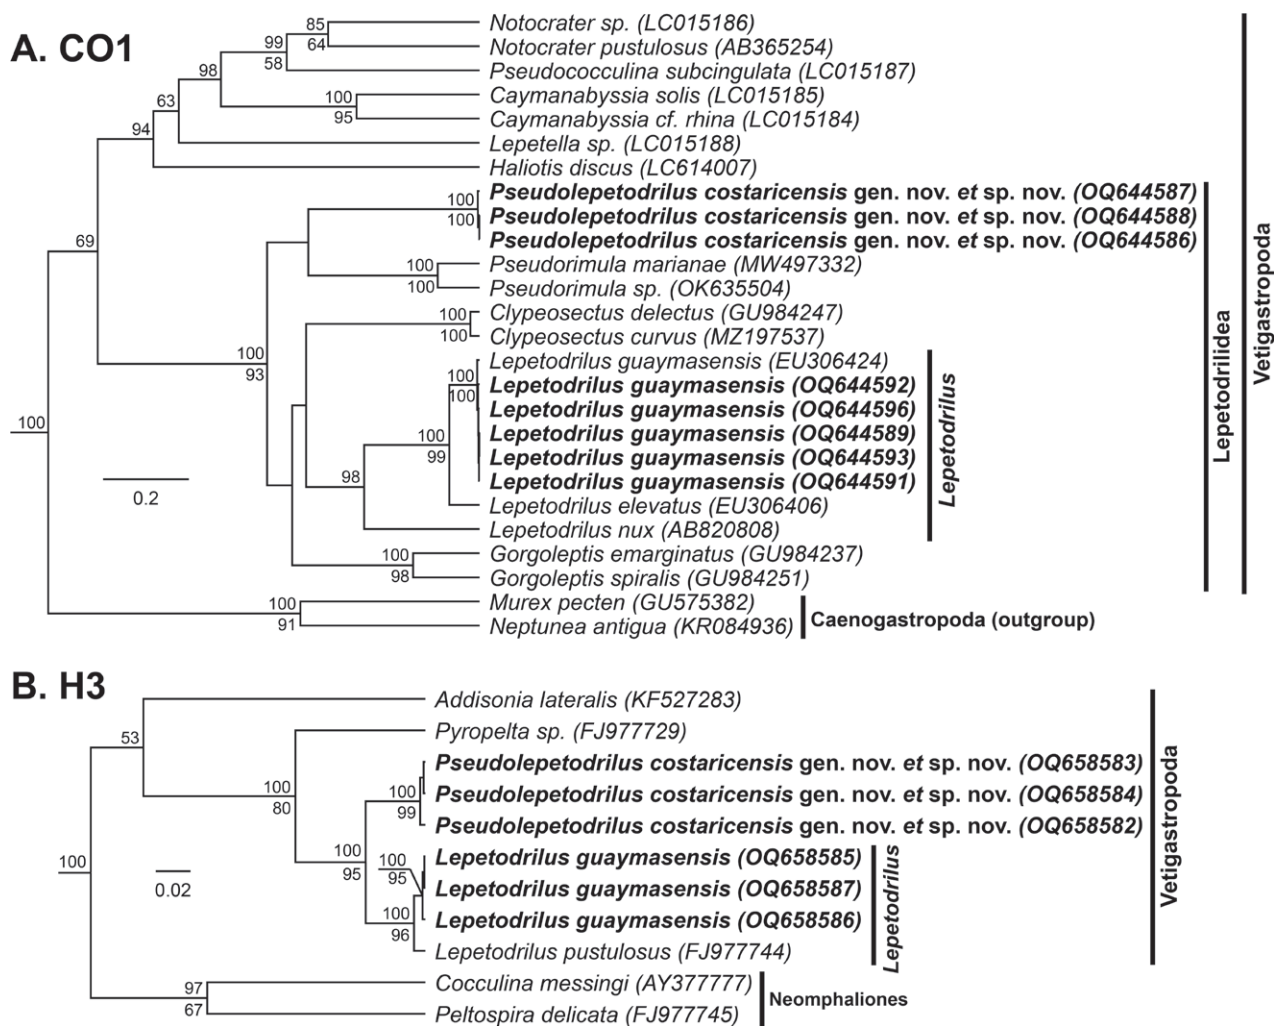 A. CO1
85
64
99
58
98
100
95
63
94
69
100
Notocrater sp. (LC015186)
Notocrater pustulosus (AB365254)
Pseudococculina subcingulata (LC015187)
Caymanabyssia solis (LC015185)
Caymanabyssia cf. rhina (LC015184)
Lepetella sp. (LC015188)
Haliotis discus (LC614007)
100
100
Pseudolepetodrilus costaricensis gen. nov. et sp. nov. (OQ644587)
Pseudolepetodrilus costaricensis gen. nov. et sp. nov. (OQ644588)
Pseudolepetodrilus costaricensis gen. nov. et sp. nov. (OQ644586)
100
100
Pseudorimula marianae (MW497332)
Pseudorimula sp. (OK635504)
100
100
Clypeosectus delectus (GU984247)
Clypeosectus curvus (MZ197537)
100
93
100
100
100
99
98
Lepetodrilus guaymasensis (EU306424)
Lepetodrilus guaymasensis (OQ644592)
Lepetodrilus guaymasensis (OQ644596)
Lepetodrilus guaymasensis (OQ644589)
Lepetodrilus guaymasensis (OQ644593)
Lepetodrilus guaymasensis (OQ644591)
Lepetodrilus elevatus (EU306406)
Lepetodrilus nux (AB820808)
100
98
Gorgoleptis emarginatus (GU984237)
Gorgoleptis spiralis (GU984251)
100
91
Murex pecten (GU575382)
Neptunea antigua (KR084936)
0.2
Lepetodrilus
Lepetodrilidea
Vetigastropoda
Caenogastropoda (outgroup)
B. H3
53
100
Addisonia lateralis (KF527283)
Pyropelta sp. (FJ977729)
100
80
100
99
Pseudolepetodrilus costaricensis gen. nov. et sp. nov. (OQ658583)
Pseudolepetodrilus costaricensis gen. nov. et sp. nov. (OQ658584)
Pseudolepetodrilus costaricensis gen. nov. et sp. nov. (OQ658582)
100
95
100
95
100
96
Lepetodrilus guaymasensis (OQ658585)
Lepetodrilus guaymasensis (OQ658587)
Lepetodrilus guaymasensis (OQ658586)
Lepetodrilus pustulosus (FJ977744)
97
67
Cocculina messingi (AY377777)
Peltospira delicata (FJ977745)
0.02
Lepetodrilus
Vetigastropoda
Neomphaliones